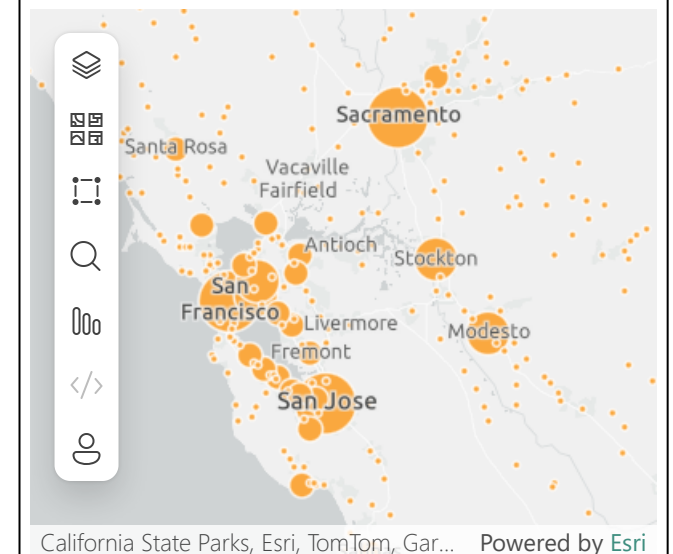 Sacramento
Santa Rosa
Vacaville
Fairfield
Antioch
Stockton
San
Francisco
Livermore
Modesto
Fremont
San Jose
California State Parks, Esri, TomTom, Gar... Powered by Esri